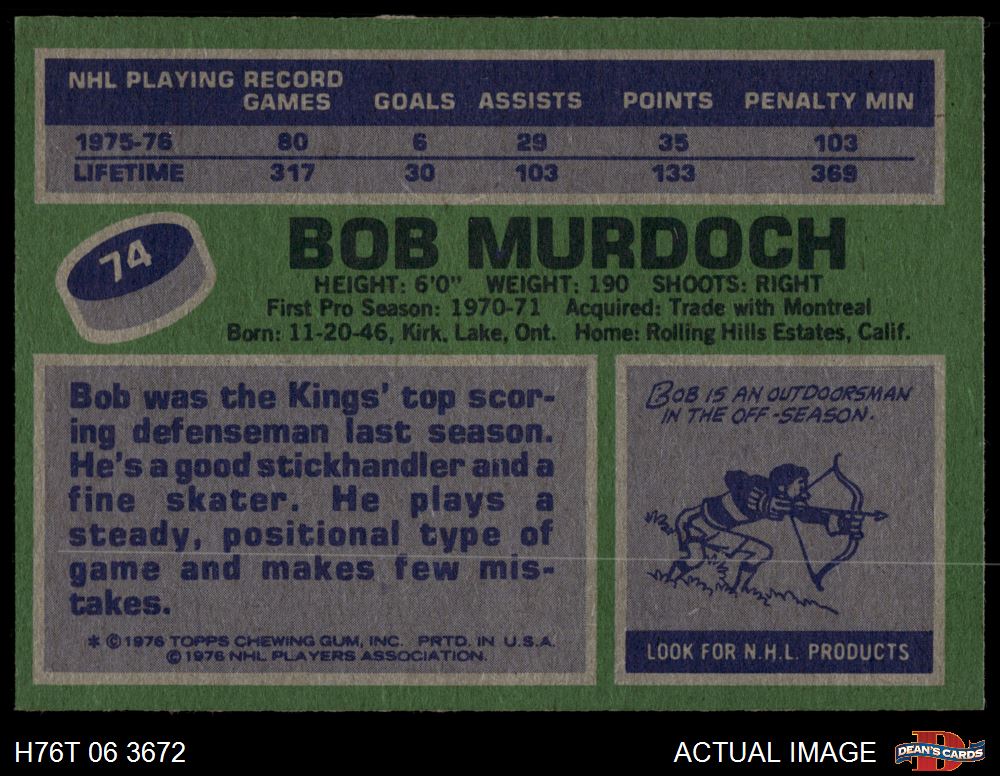 NHL PLAYING RECORD
GAMES GOALS ASSISTS POINTS PENALTY MIN
1975-76 80 6 29 35 103
LIFETIME 317 30 103 133 369
74
BOB MURDOCH
HEIGHT: 6'0" WEIGHT: 190 SHOOTS: RIGHT
First Pro Season: 1970-71 Acquired: Trade with Montreal
Born: 11-20-46, Kirk. Lake, Ont. Home: Rolling Hills Estates, Calif.
Bob was the Kings' top scor-
ing defenseman last season.
He's a good stickhandler and a
fine skater. He plays a
steady, positional type of
game and makes few mis-
takes.
* © 1976 TOPPS CHEWING GUM, INC. PRTD. IN U.S.A.
© 1976 NHL PLAYERS ASSOCIATION.
BOB IS AN OUTDOORSMAN
IN THE OFF-SEASON.
LOOK FOR N.H.L. PRODUCTS
H76T 06 3672
ACTUAL IMAGE
D
DEAN'S CARDS